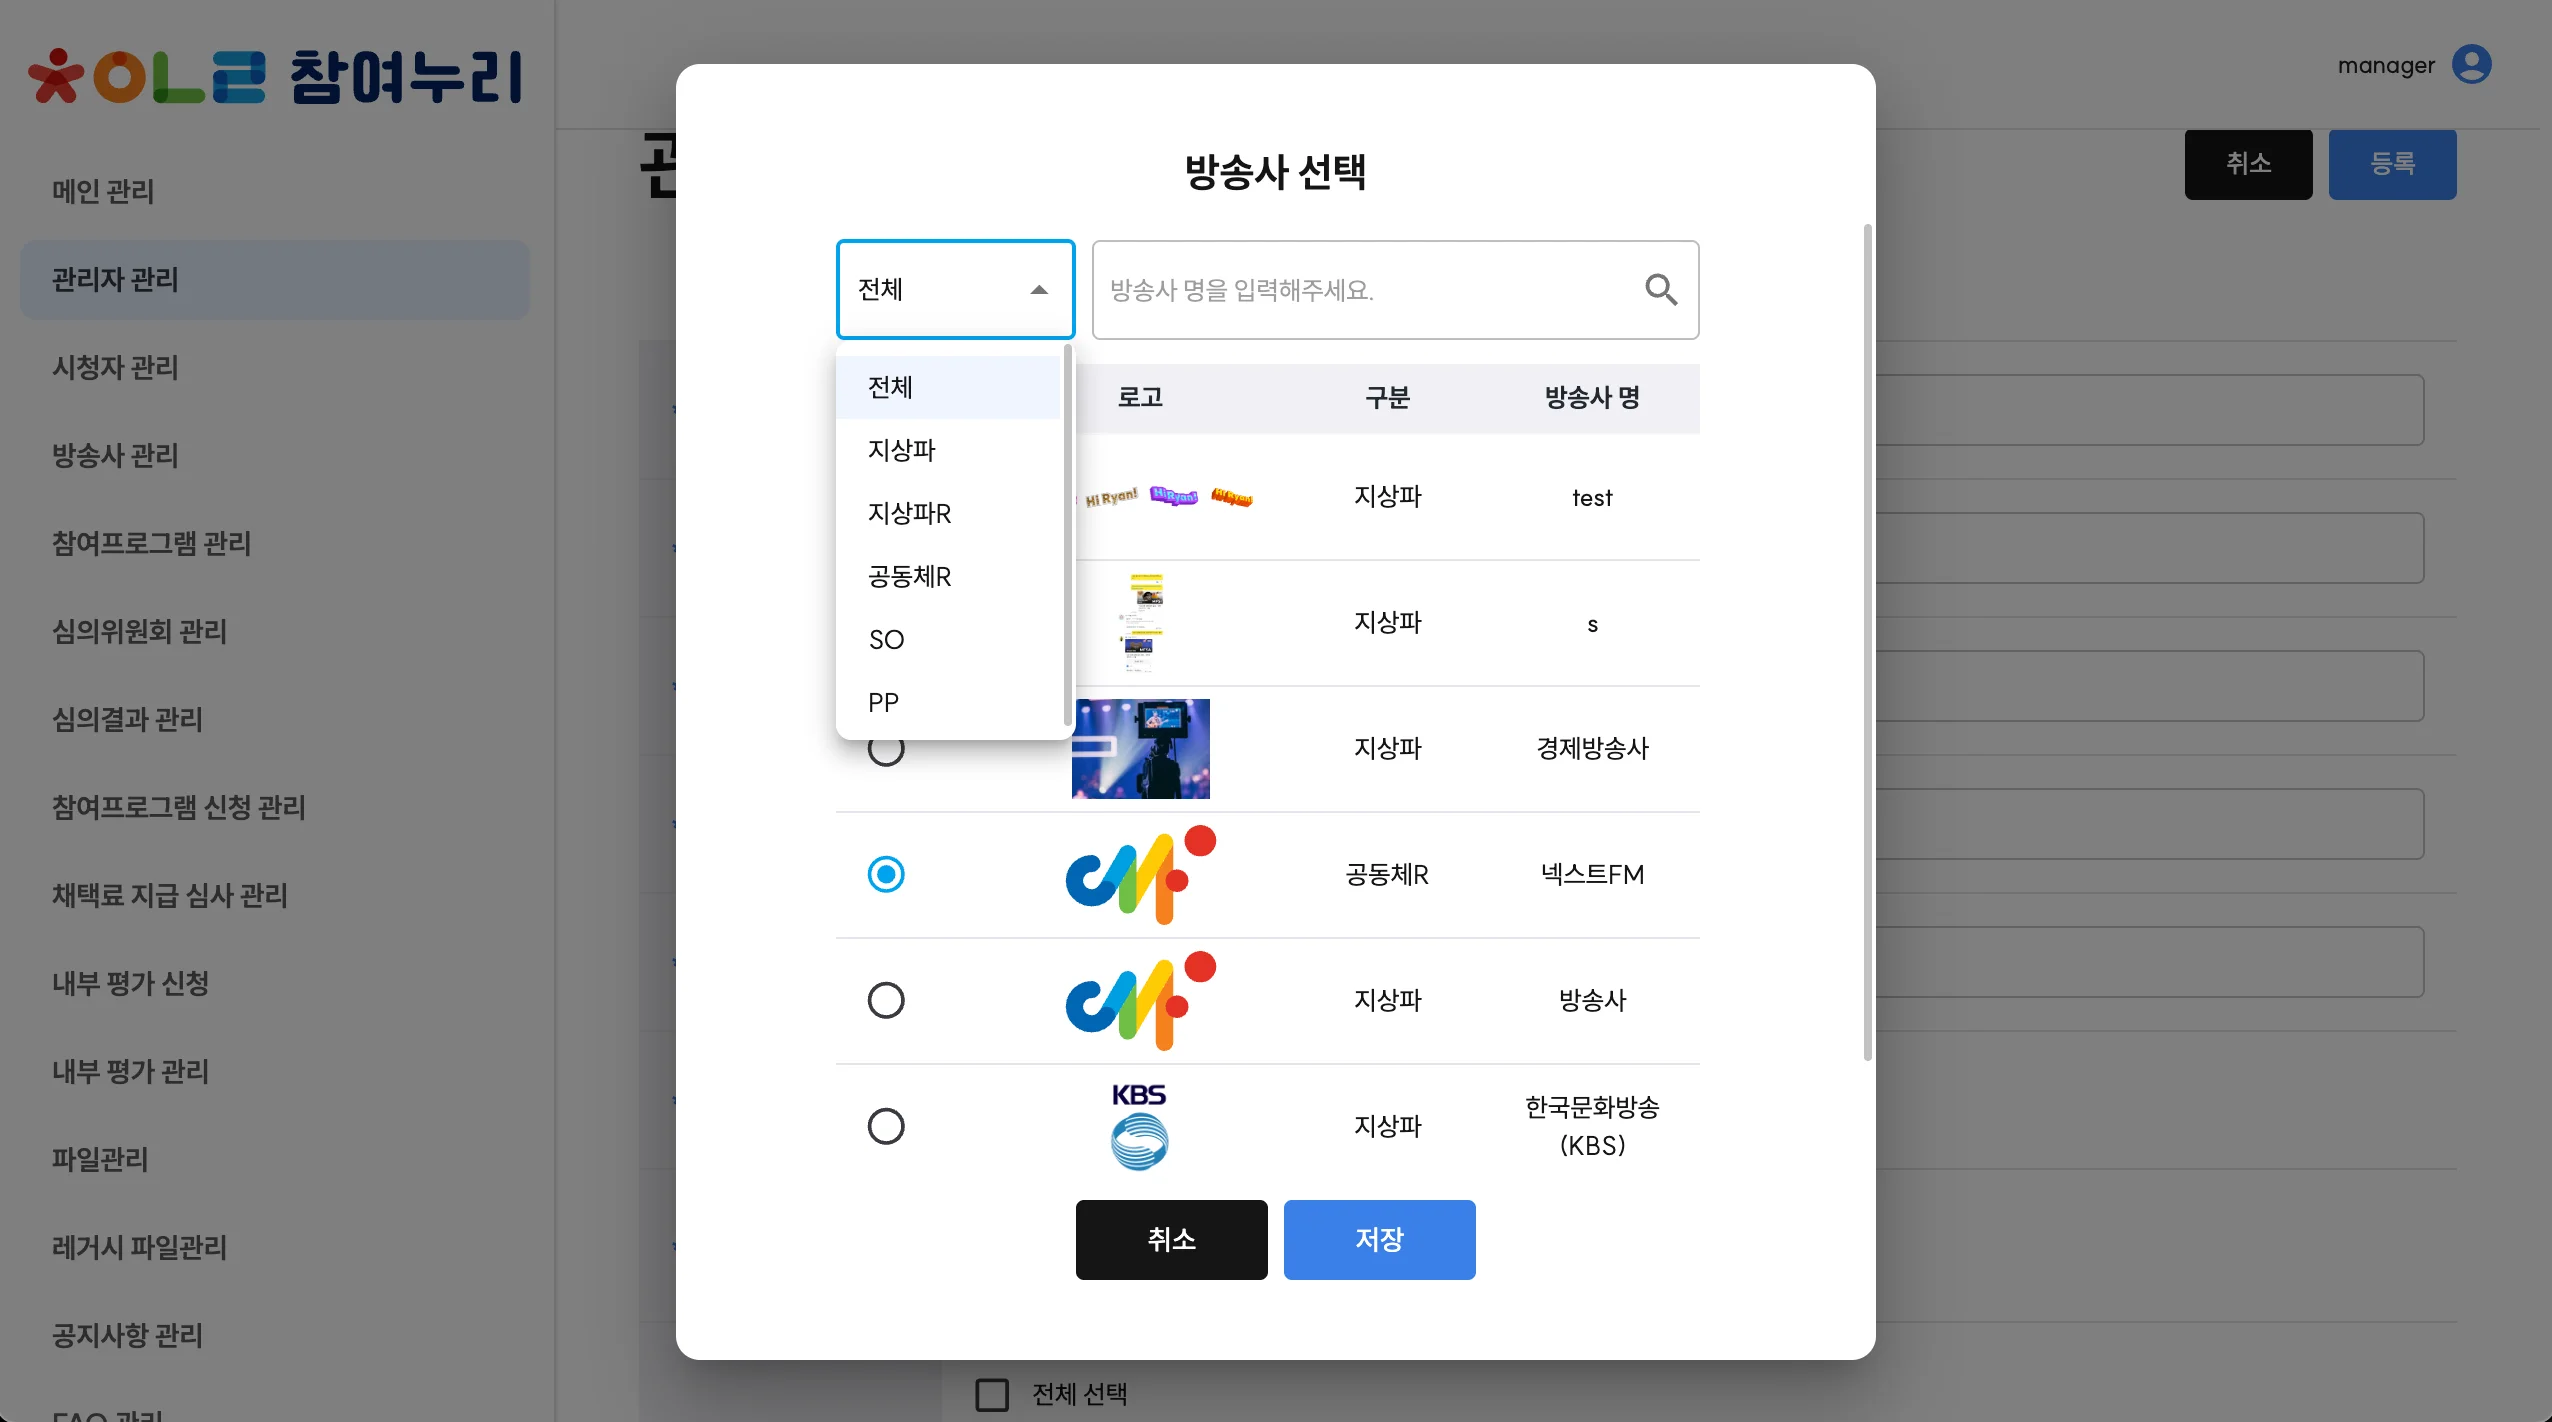 시청자 참여누리
manager
취소
등록
메인 관리
관리자 관리
시청자 관리
방송사 관리
참여프로그램 관리
심의위원회 관리
심의결과 관리
참여프로그램 신청 관리
채택료 지급 심사 관리
내부 평가 신청
내부 평가 관리
파일관리
레거시 파일관리
공지사항 관리
FAQ 관리
방송사 선택
전체
방송사 명을 입력해주세요.
전체
지상파
지상파R
공동체R
SO
PP
로고 구분 방송사 명
Hi Ryan! Hi Ryan! Hi Ryan! 지상파 test
지상파 s
지상파 경제방송사
공동체R 넥스트FM
지상파 방송사
KBS 지상파 한국문화방송
(KBS)
취소
저장
전체 선택